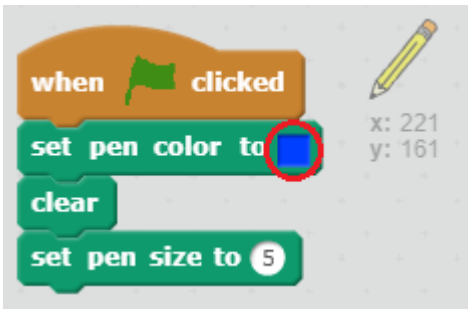 when clicked
set pen color to
clear
set pen size to 5
x: 221
y: 161